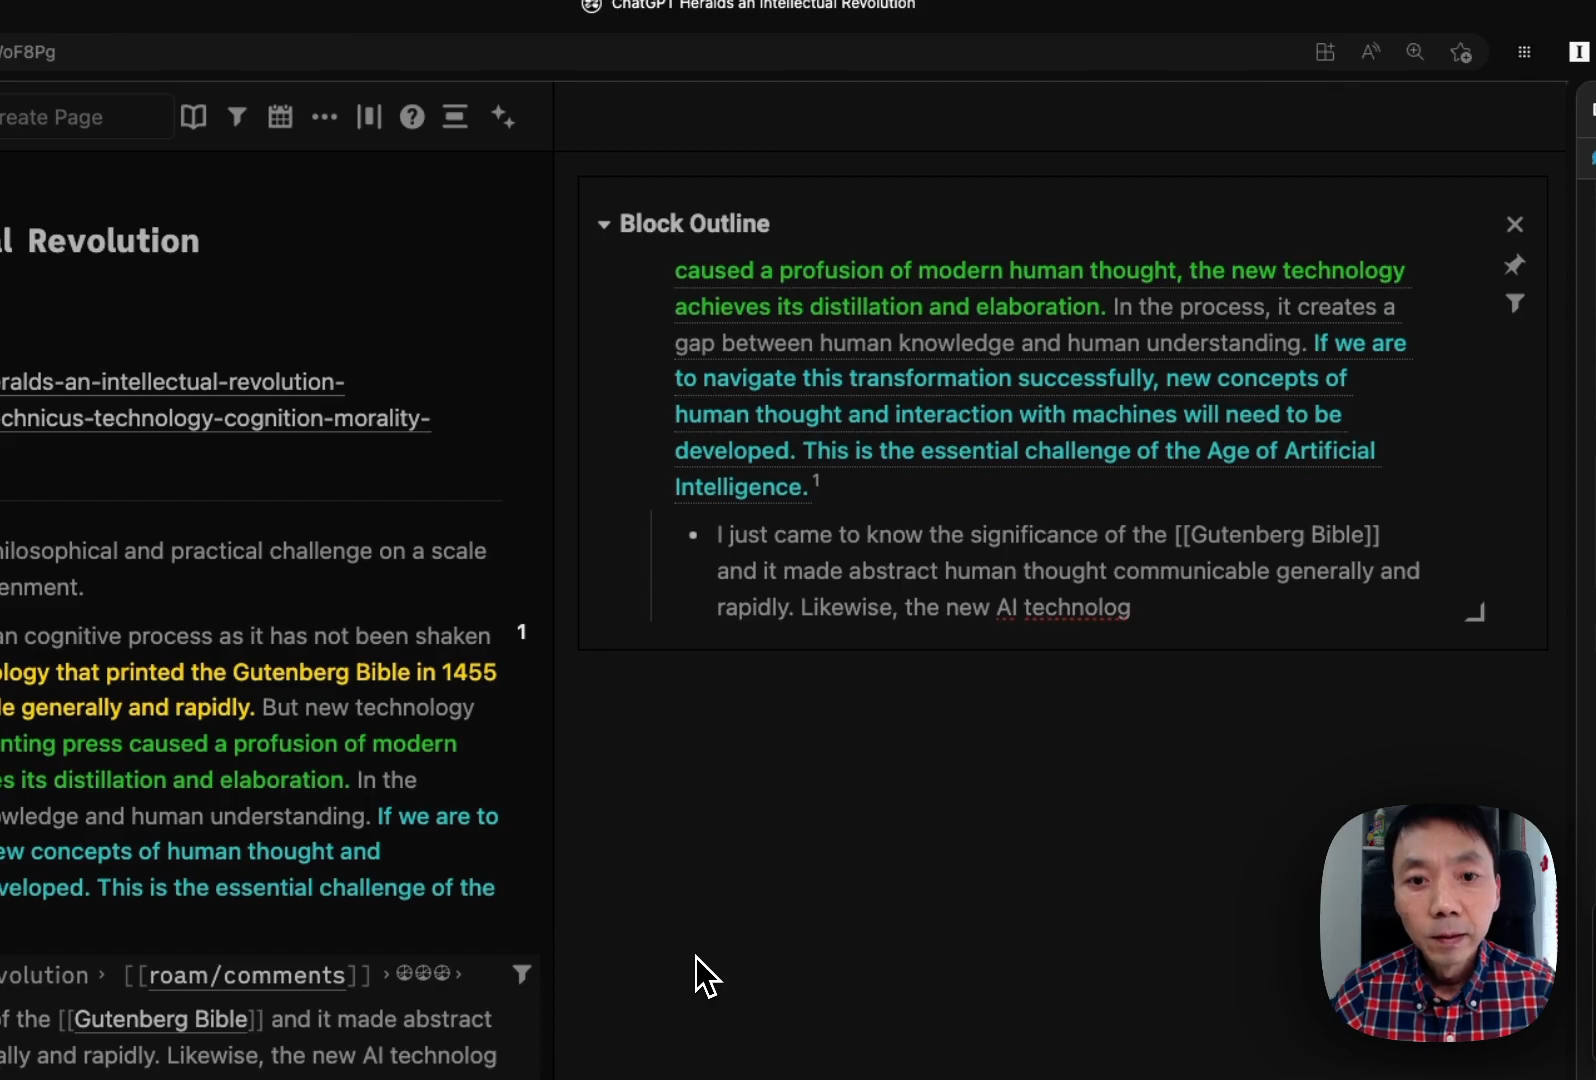 ChatGPT Heralds an Intellectual Revolution
/oF8Pg
reate Page
l Revolution
ralds-an-intellectual-revolution-
chnicus-technology-cognition-morality-
hilosophical and practical challenge on a scale
enment.
an cognitive process as it has not been shaken
1
ology that printed the Gutenberg Bible in 1455
le generally and rapidly. But new technology
nting press caused a profusion of modern
es its distillation and elaboration. In the
owledge and human understanding. If we are to
ew concepts of human thought and
veloped. This is the essential challenge of the
volution › [[roam/comments]] ›
f the [[Gutenberg Bible]] and it made abstract
ally and rapidly. Likewise, the new AI technolog
Block Outline
caused a profusion of modern human thought, the new technology
achieves its distillation and elaboration. In the process, it creates a
gap between human knowledge and human understanding. If we are
to navigate this transformation successfully, new concepts of
human thought and interaction with machines will need to be
developed. This is the essential challenge of the Age of Artificial
Intelligence. 1
I just came to know the significance of the [[Gutenberg Bible]]
and it made abstract human thought communicable generally and
rapidly. Likewise, the new AI technolog